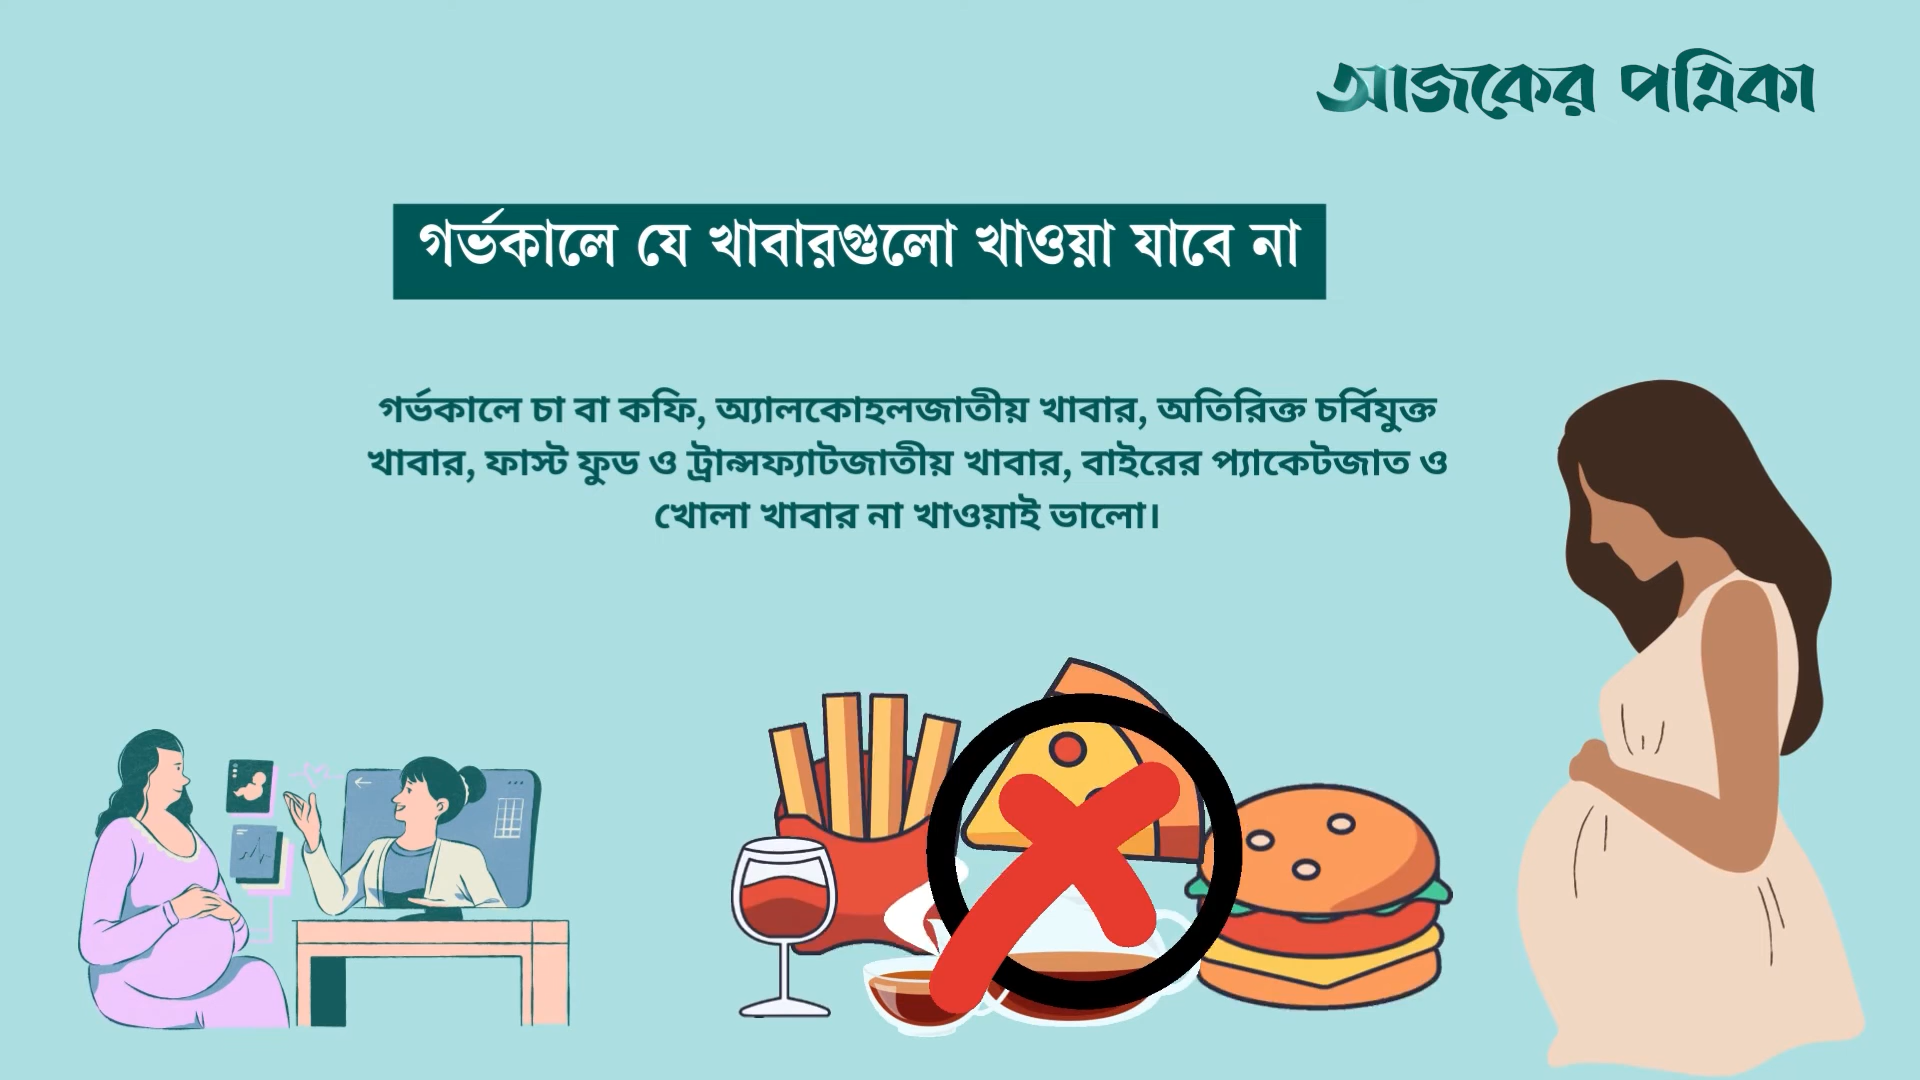 আজকের পত্রিকা
গর্ভকালে যে খাবারগুলো খাওয়া যাবে না
গর্ভকালে চা বা কফি, অ্যালকোহলজাতীয় খাবার, অতিরিক্ত চর্বিযুক্ত
খাবার, ফাস্ট ফুড ও ট্রান্সফ্যাটজাতীয় খাবার, বাইরের প্যাকেটজাত ও
খোলা খাবার না খাওয়াই ভালো।